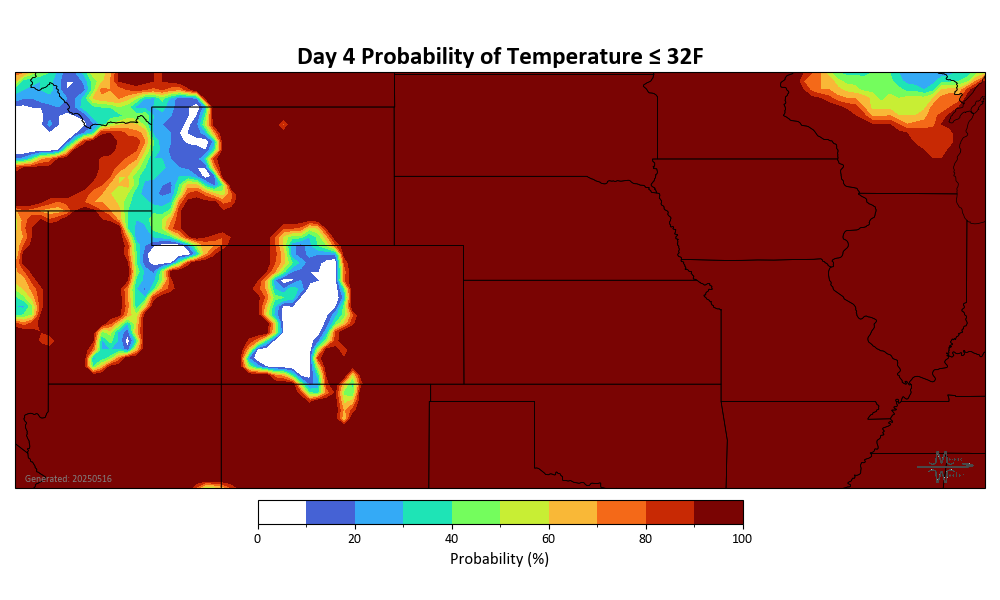 Day 4 Probability of Temperature ≤ 32F
Generated: 20250516
0 20 40 60 80 100
Probability (%)